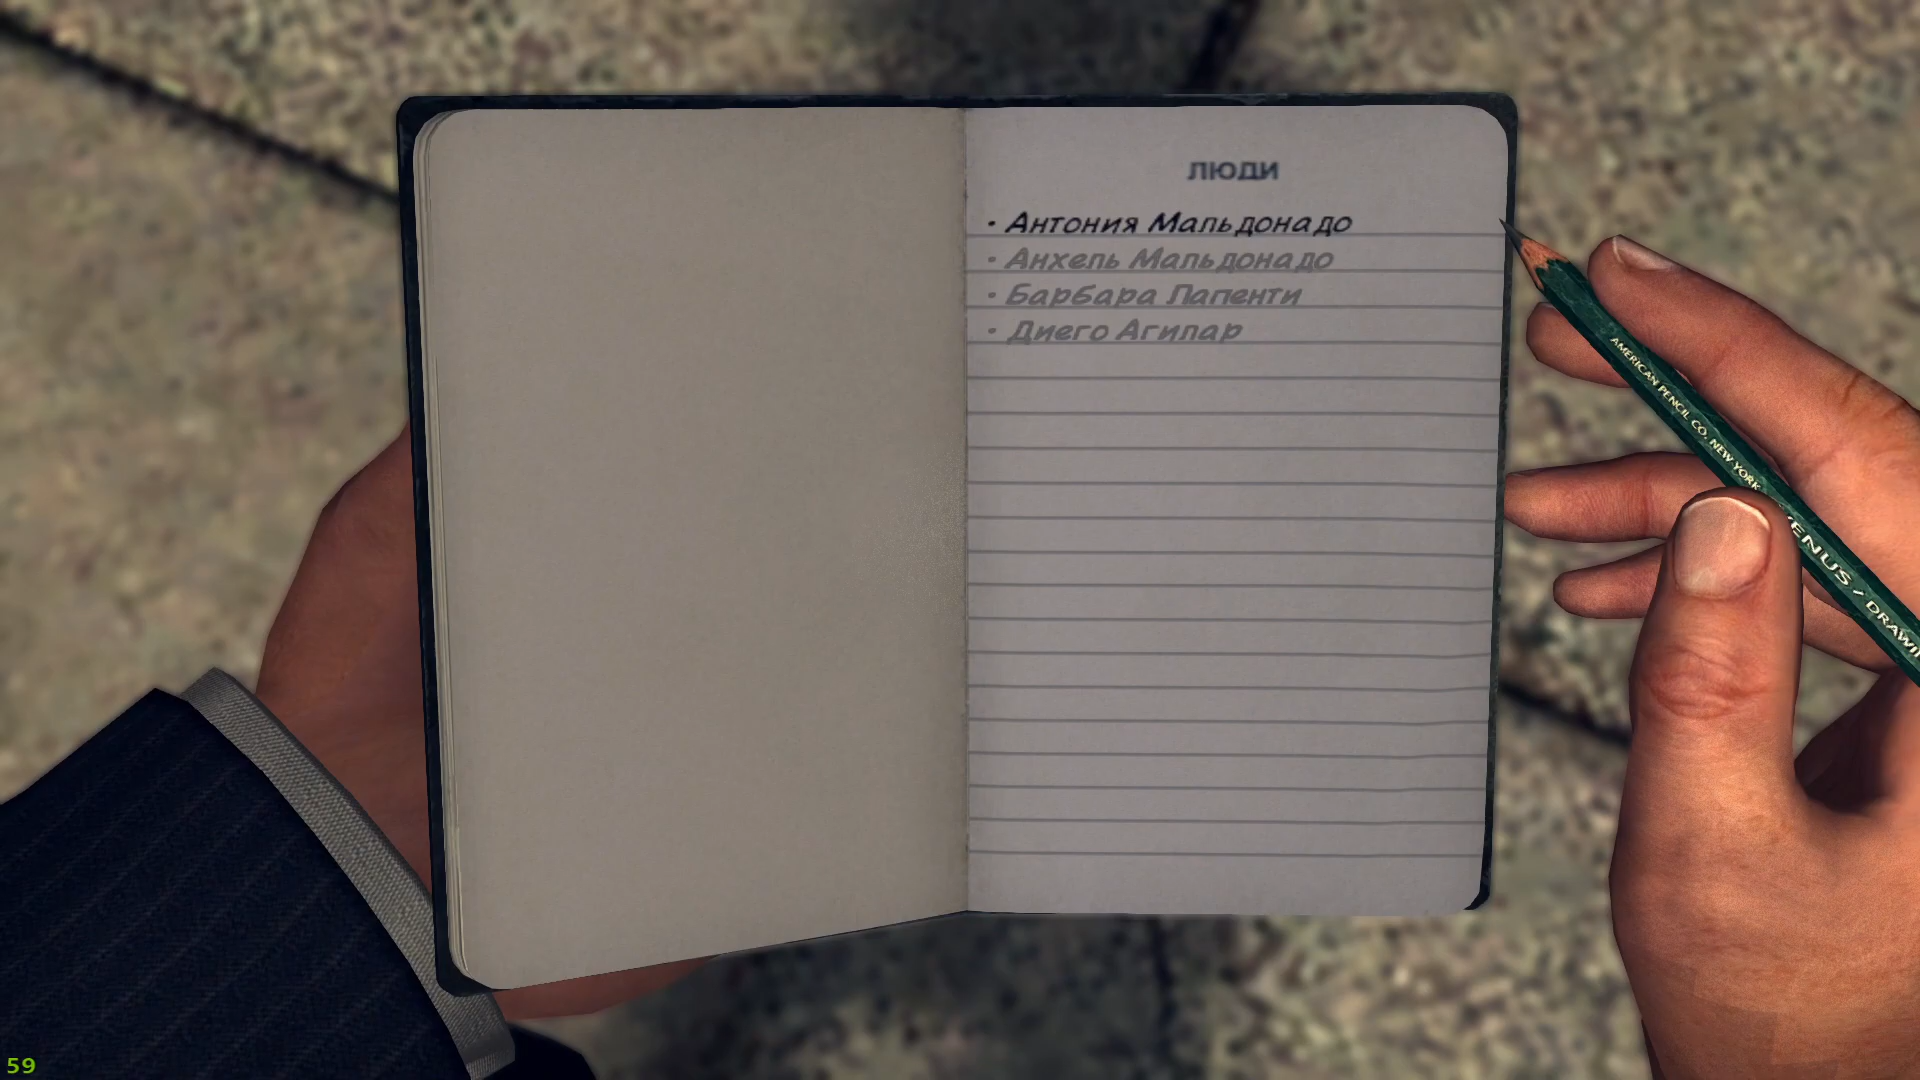 ЛЮДИ
• Антония Мальдонадо
• Анхель Мальдонадо
• Барбара Лапенти
• Диего Агилар
AMERICAN PENCIL CO. NEW YORK
VENUS / DRAWI
59